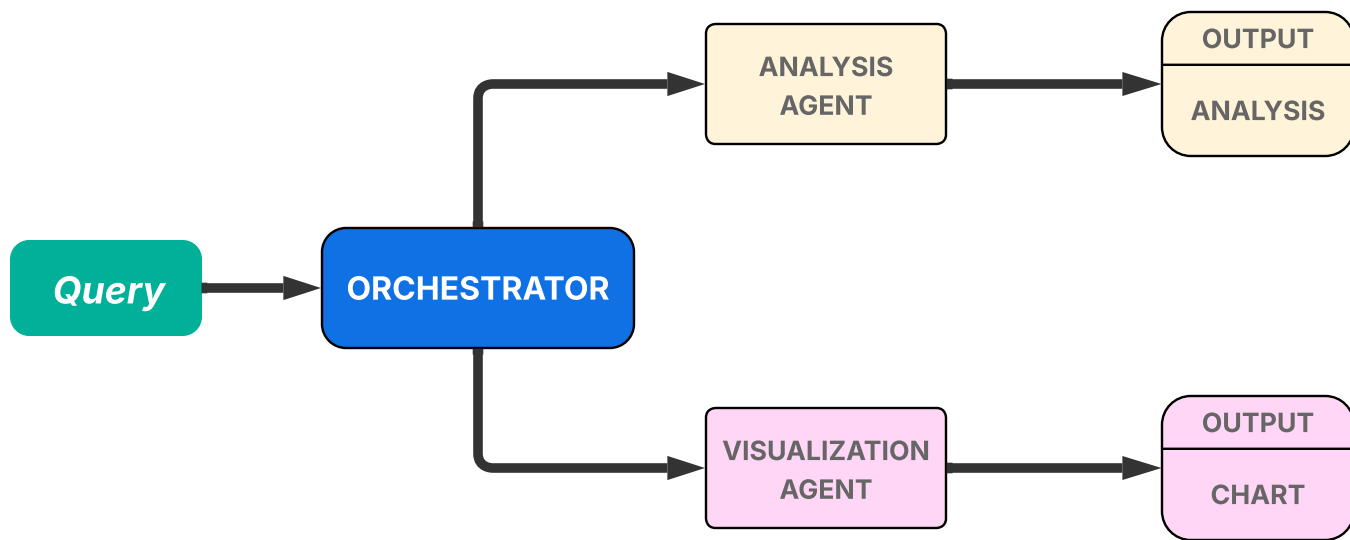 OUTPUT
ANALYSIS
AGENT
ANALYSIS
Query
ORCHESTRATOR
OUTPUT
VISUALIZATION
AGENT
CHART